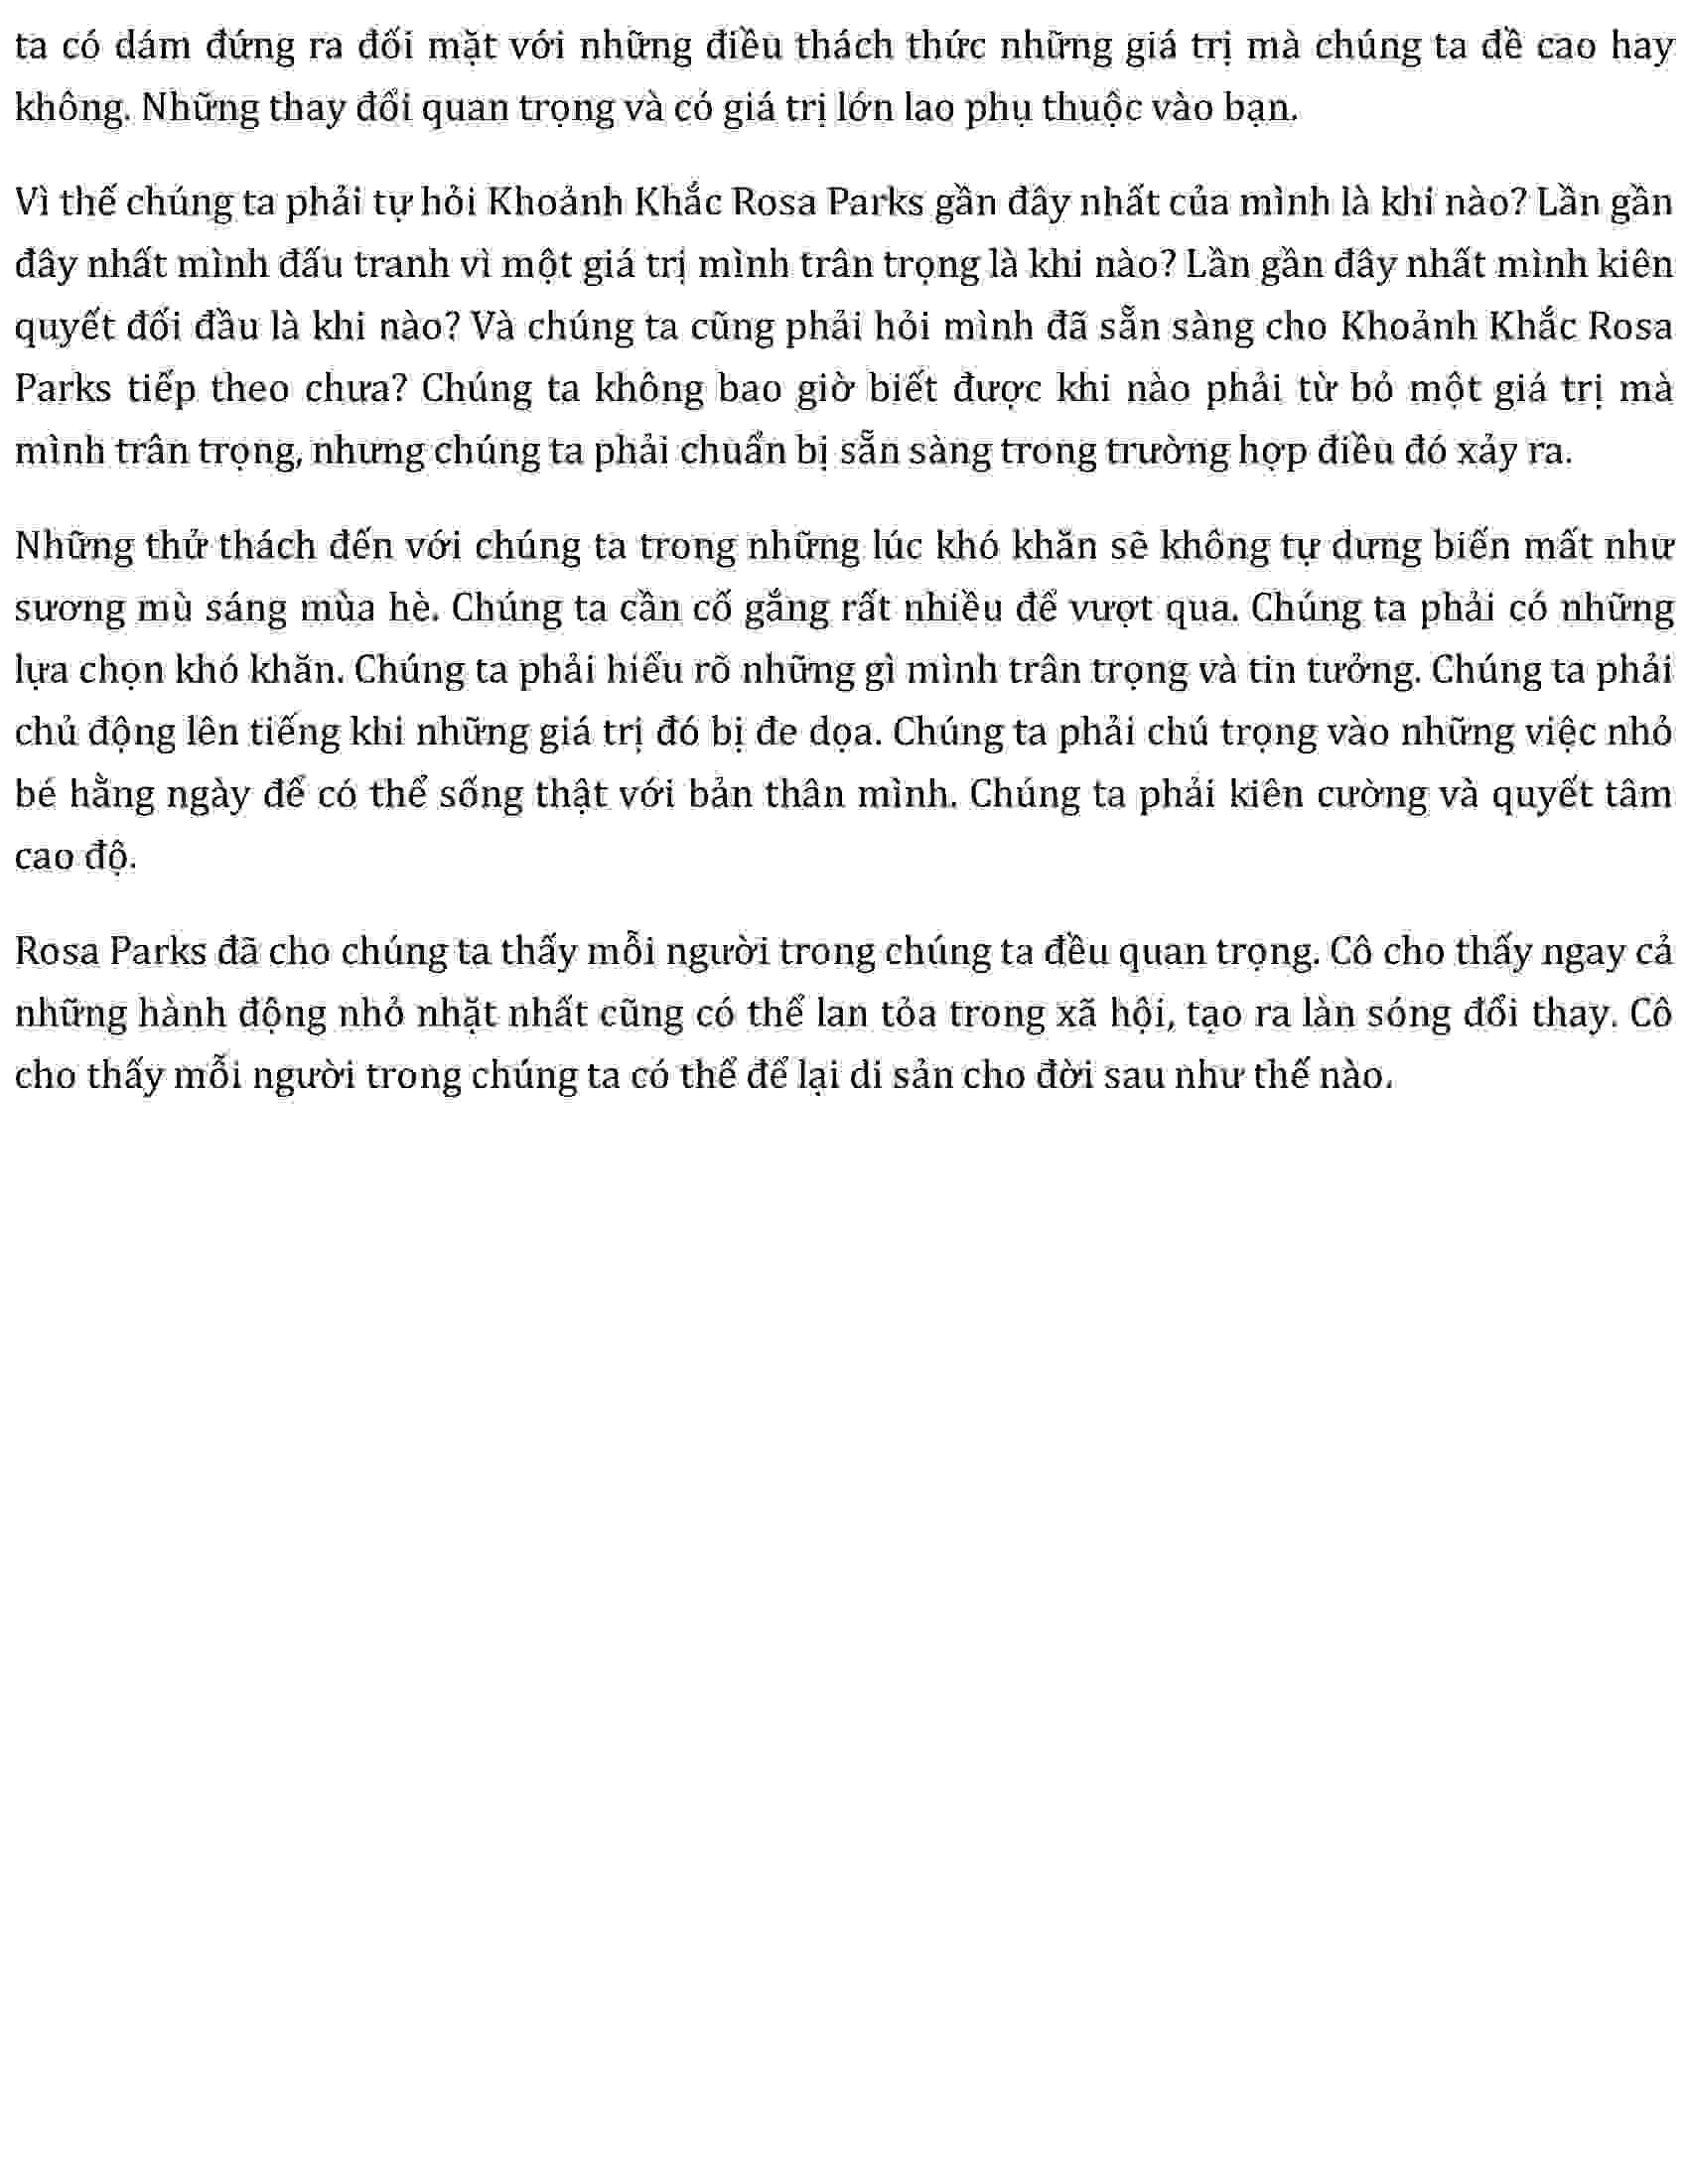 ta có dám đứng ra đối mặt với những điều thách thức những giá trị mà chúng ta đề cao hay
không. Những thay đổi quan trọng và có giá trị lớn lao phụ thuộc vào bạn.
Vì thế chúng ta phải tự hỏi Khoảnh Khắc Rosa Parks gần đây nhất của mình là khi nào? Lần gần
đây nhất mình đấu tranh vì một giá trị mình trân trọng là khi nào? Lần gần đây nhất mình kiên
quyết đối đầu là khi nào? Và chúng ta cũng phải hỏi mình đã sẵn sàng cho Khoảnh Khắc Rosa
Parks tiếp theo chưa? Chúng ta không bao giờ biết được khi nào phải từ bỏ một giá trị mà
mình trân trọng, nhưng chúng ta phải chuẩn bị sẵn sàng trong trường hợp điều đó xảy ra.
Những thử thách đến với chúng ta trong những lúc khó khăn sẽ không tự dưng biến mất như
sương mù sáng mùa hè. Chúng ta cần cố gắng rất nhiều để vượt qua. Chúng ta phải có những
lựa chọn khó khăn. Chúng ta phải hiểu rõ những gì mình trân trọng và tin tưởng. Chúng ta phải
chủ động lên tiếng khi những giá trị đó bị đe dọa. Chúng ta phải chú trọng vào những việc nhỏ
bé hằng ngày để có thể sống thật với bản thân mình. Chúng ta phải kiên cường và quyết tâm
cao độ.
Rosa Parks đã cho chúng ta thấy mỗi người trong chúng ta đều quan trọng. Cô cho thấy ngay cả
những hành động nhỏ nhặt nhất cũng có thể lan tỏa trong xã hội, tạo ra làn sóng đổi thay. Cô
cho thấy mỗi người trong chúng ta có thể để lại di sản cho đời sau như thế nào.